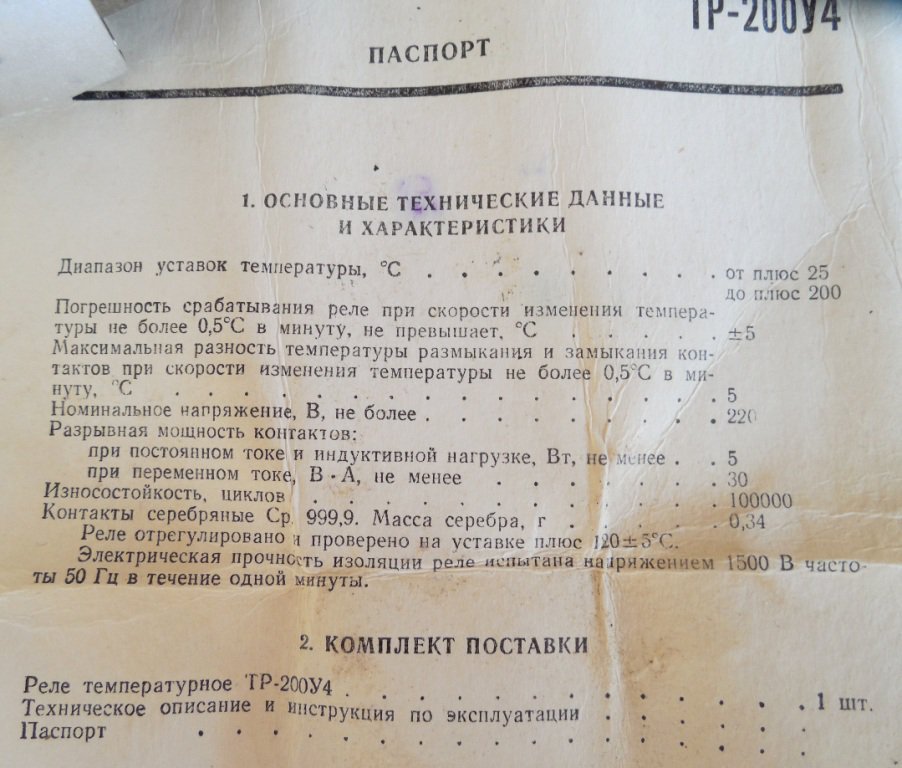 ТР-200У4
ПАСПОРТ
1. ОСНОВНЫЕ ТЕХНИЧЕСКИЕ ДАННЫЕ
И ХАРАКТЕРИСТИКИ
Диапазон уставок температуры, °С . . . . . . . . . от плюс 25
до плюс 200
Погрешность срабатывания реле при скорости изменения темпера-
туры не более 0,5°С в минуту, не превышает, °С . . . . . ±5
Максимальная разность температуры размыкания и замыкания кон-
тактов при скорости изменения температуры не более 0,5°С в ми-
нуту, °С . . . . . . . . . . . . . . . 5
Номинальное напряжение, В, не более . . . . . . . . 220
Разрывная мощность контактов:
при постоянном токе и индуктивной нагрузке, Вт, не менее . . 5
при переменном токе, В·А, не менее . . . . . . 30
Износостойкость, циклов . . . . . . . . . . . 100000
Контакты серебряные Ср. 999,9. Масса серебра, г . . . . . 0,34
Реле отрегулировано и проверено на уставке плюс 120±5°С.
Электрическая прочность изоляции реле испытана напряжением 1500 В часто-
ты 50 Гц в течение одной минуты.
2. КОМПЛЕКТ ПОСТАВКИ
Реле температурное ТР-200У4 . . . . . . . . . . . . 1 шт.
Техническое описание и инструкция по эксплуатации . . . . . .
Паспорт . . . . . . . . . . . . . . . .